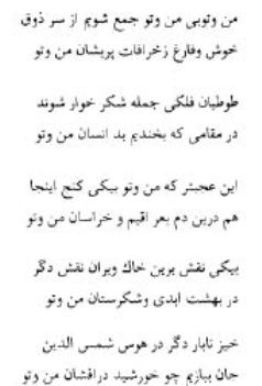 من وتوبی من وتو جمع شویم از سر ذوق
خوش وفارغ زخرافات پریشان من وتو
طوطیان فلکی جمله شکر خوار شوند
در مقامی که بخندیم بد انسان من وتو
این عجبتر که من وتو بیکی کنج اینجا
هم درین دم بعر اقیم و خراسان من وتو
بیکی نقش برین خاك ویران نقش دگر
در بهشت ابدی وشکرستان من وتو
خیز تابار دگر در هوس شمس الدین
جان ببازیم چو خورشید درافشان من وتو